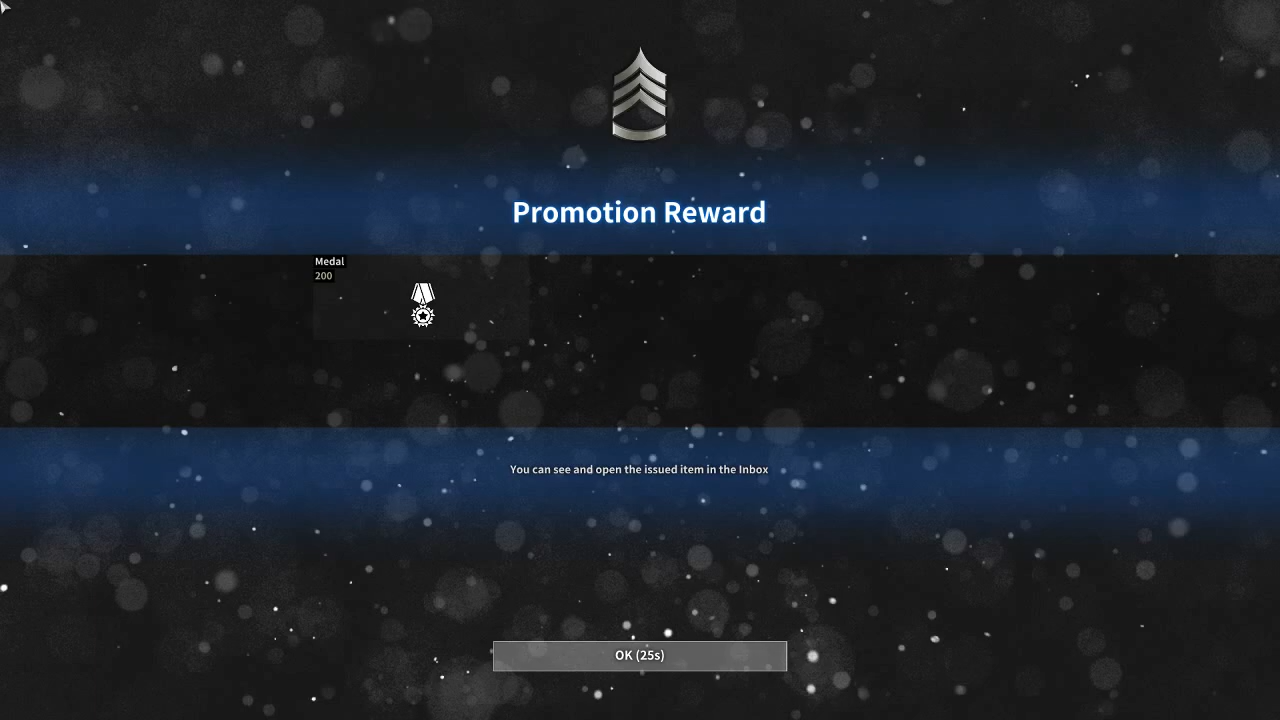 Promotion Reward
Medal
200
You can see and open the issued item in the Inbox
OK (25s)